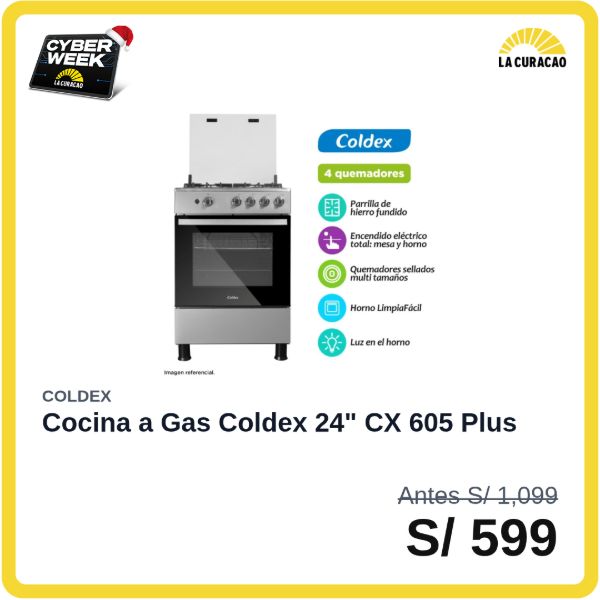 CYBER
WEEK
LA CURACAO
LA CURACAO
Coldex
4 quemadores
Parrilla de
hierro fundido
Encendido eléctrico
total: mesa y horno
Quemadores sellados
multi tamaños
Horno LimpiaFácil
Luz en el horno
Coldex
Imagen referencial.
COLDEX
Cocina a Gas Coldex 24" CX 605 Plus
Antes S/ 1,099
S/ 599